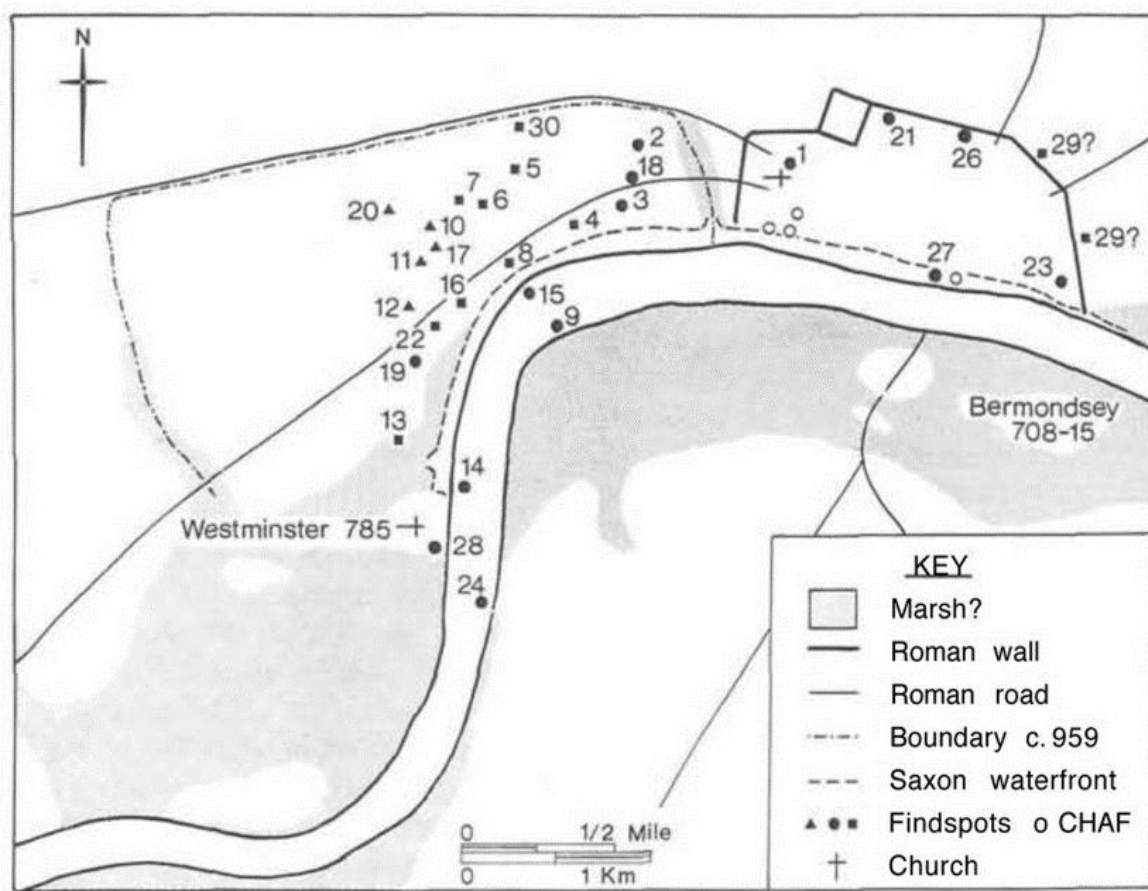 N
30
2
21
26
29?
1
5
18
7
6
3
20
10
4
29?
11
17
8
27
23
16
15
12
9
22
19
Bermondsey
708-15
13
14
Westminster 785
28
24
KEY
Marsh?
Roman wall
Roman road
Boundary c. 959
Saxon waterfront
Findspots o CHAF
Church
0 1/2 Mile
0 1 Km